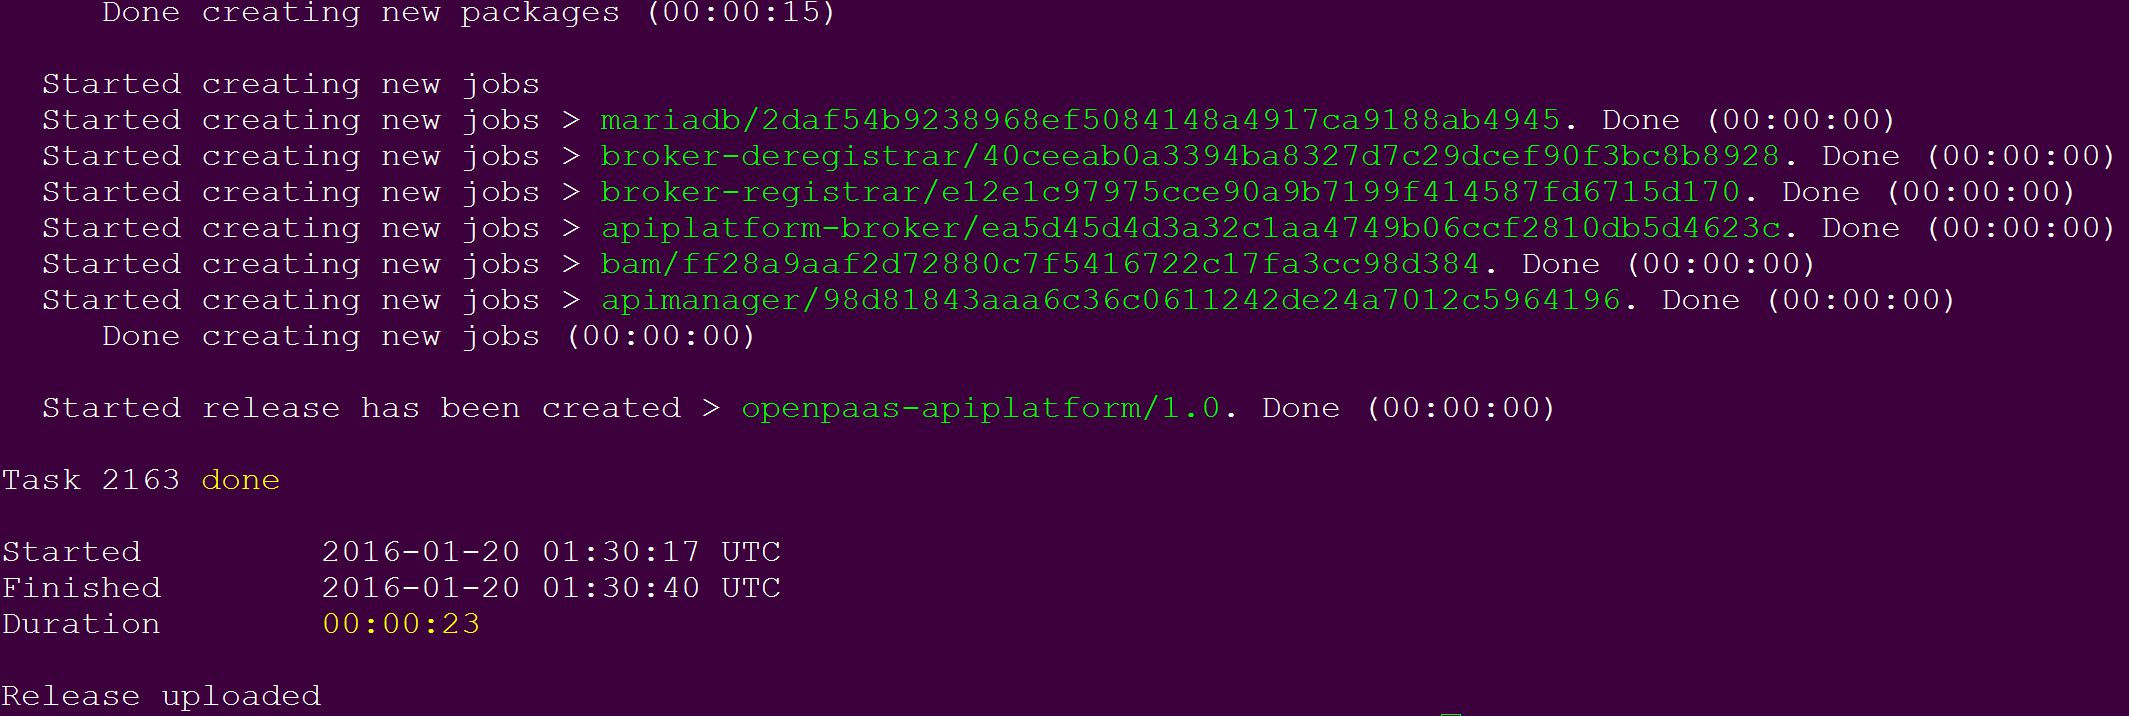 Done creating new packages (00:00:15)
Started creating new jobs
Started creating new jobs > mariadb/2daf54b9238968ef5084148a4917ca9188ab4945. Done (00:00:00)
Started creating new jobs > broker-deregistrar/40ceeab0a3394ba8327d7c29dcef90f3bc8b8928. Done (00:00:00)
Started creating new jobs > broker-registrar/e12e1c97975cce90a9b7199f414587fd6715d170. Done (00:00:00)
Started creating new jobs > apiplatform-broker/ea5d45d4d3a32c1aa4749b06ccf2810db5d4623c. Done (00:00:00)
Started creating new jobs > bam/ff28a9aaf2d72880c7f5416722c17fa3cc98d384. Done (00:00:00)
Started creating new jobs > apimanager/98d81843aaa6c36c0611242de24a7012c5964196. Done (00:00:00)
Done creating new jobs (00:00:00)
Started release has been created > openpaas-apiplatform/1.0. Done (00:00:00)
Task 2163 done
Started 2016-01-20 01:30:17 UTC
Finished 2016-01-20 01:30:40 UTC
Duration 00:00:23
Release uploaded